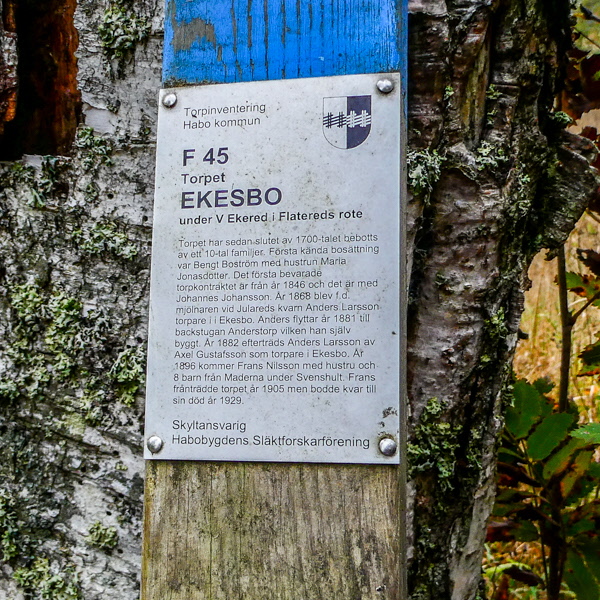 Torpinventering
Habo kommun
F 45
Torpet
EKESBO
under V Ekered i Flatereds rote
Torpet har sedan slutet av 1700-talet bebotts
av ett 10-tal familjer. Första kända bosättning
var Bengt Boström med hustrun Maria
Jonasdotter. Det första bevarade
torpkontraktet är från år 1846 och det är med
Johannes Johansson. År 1868 blev f.d.
mjölnaren vid Julareds kvarn Anders Larsson
torpare i Ekesbo. Anders flyttar år 1881 till
backstugan Anderstorp vilken han själv
byggt. År 1882 efterträds Anders Larsson av
Axel Gustafsson som torpare i Ekesbo. År
1896 kommer Frans Nilsson med hustru och
8 barn från Maderna under Svenshult. Frans
frånträdde torpet år 1905 men bodde kvar till
sin död år 1929.
Skyltansvarig
Habobygdens Släktforskarförening